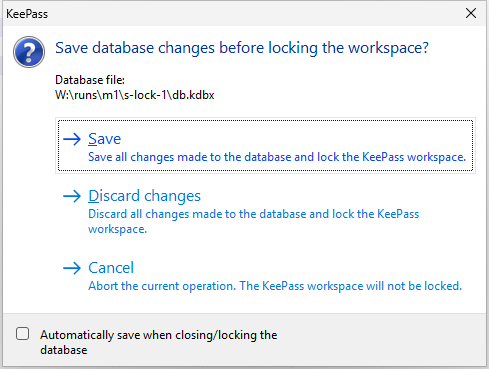 KeePass
Save database changes before locking the workspace?
Database file:
W:\runs\m1\s-lock-1\db.kdbx
Save
Save all changes made to the database and lock the KeePass workspace.
Discard changes
Discard all changes made to the database and lock the KeePass
workspace.
Cancel
Abort the current operation. The KeePass workspace will not be locked.
Automatically save when closing/locking the
database